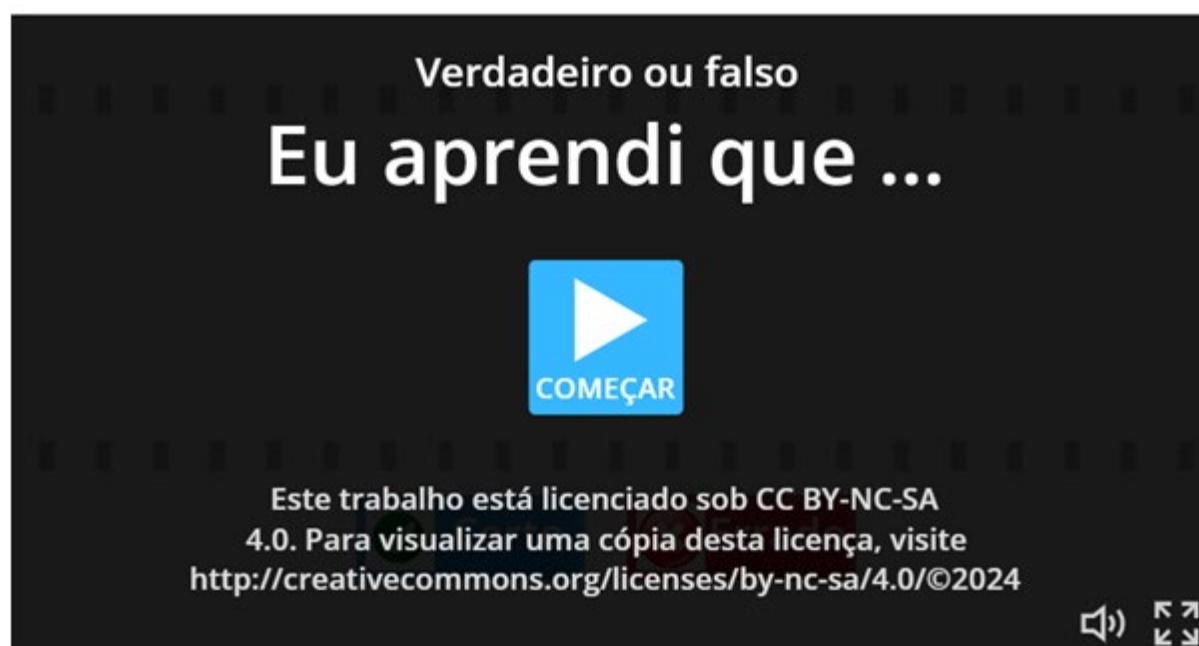 Verdadeiro ou falso
Eu aprendi que ...
COMEÇAR
Este trabalho está licenciado sob CC BY-NC-SA
4.0. Para visualizar uma cópia desta licença, visite
http://creativecommons.org/licenses/by-nc-sa/4.0/©2024